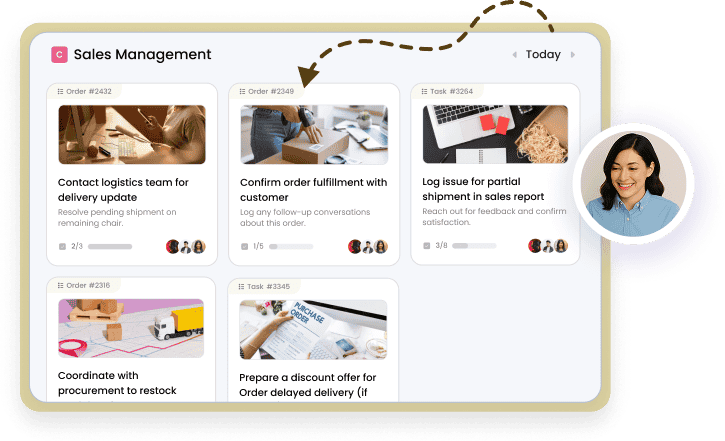 C Sales Management
Today
Order #2432
Contact logistics team for
delivery update
Resolve pending shipment on
remaining chair.
2/3
Order #2349
Confirm order fulfillment with
customer
Log any follow-up conversations
about this order.
1/5
Task #3264
Log issue for partial
shipment in sales report
Reach out for feedback and confirm
satisfaction.
3/8
Order #2316
Coordinate with
procurement to restock
Task #3345
PURCHASE
ORDER
Prepare a discount offer for
Order delayed delivery (if